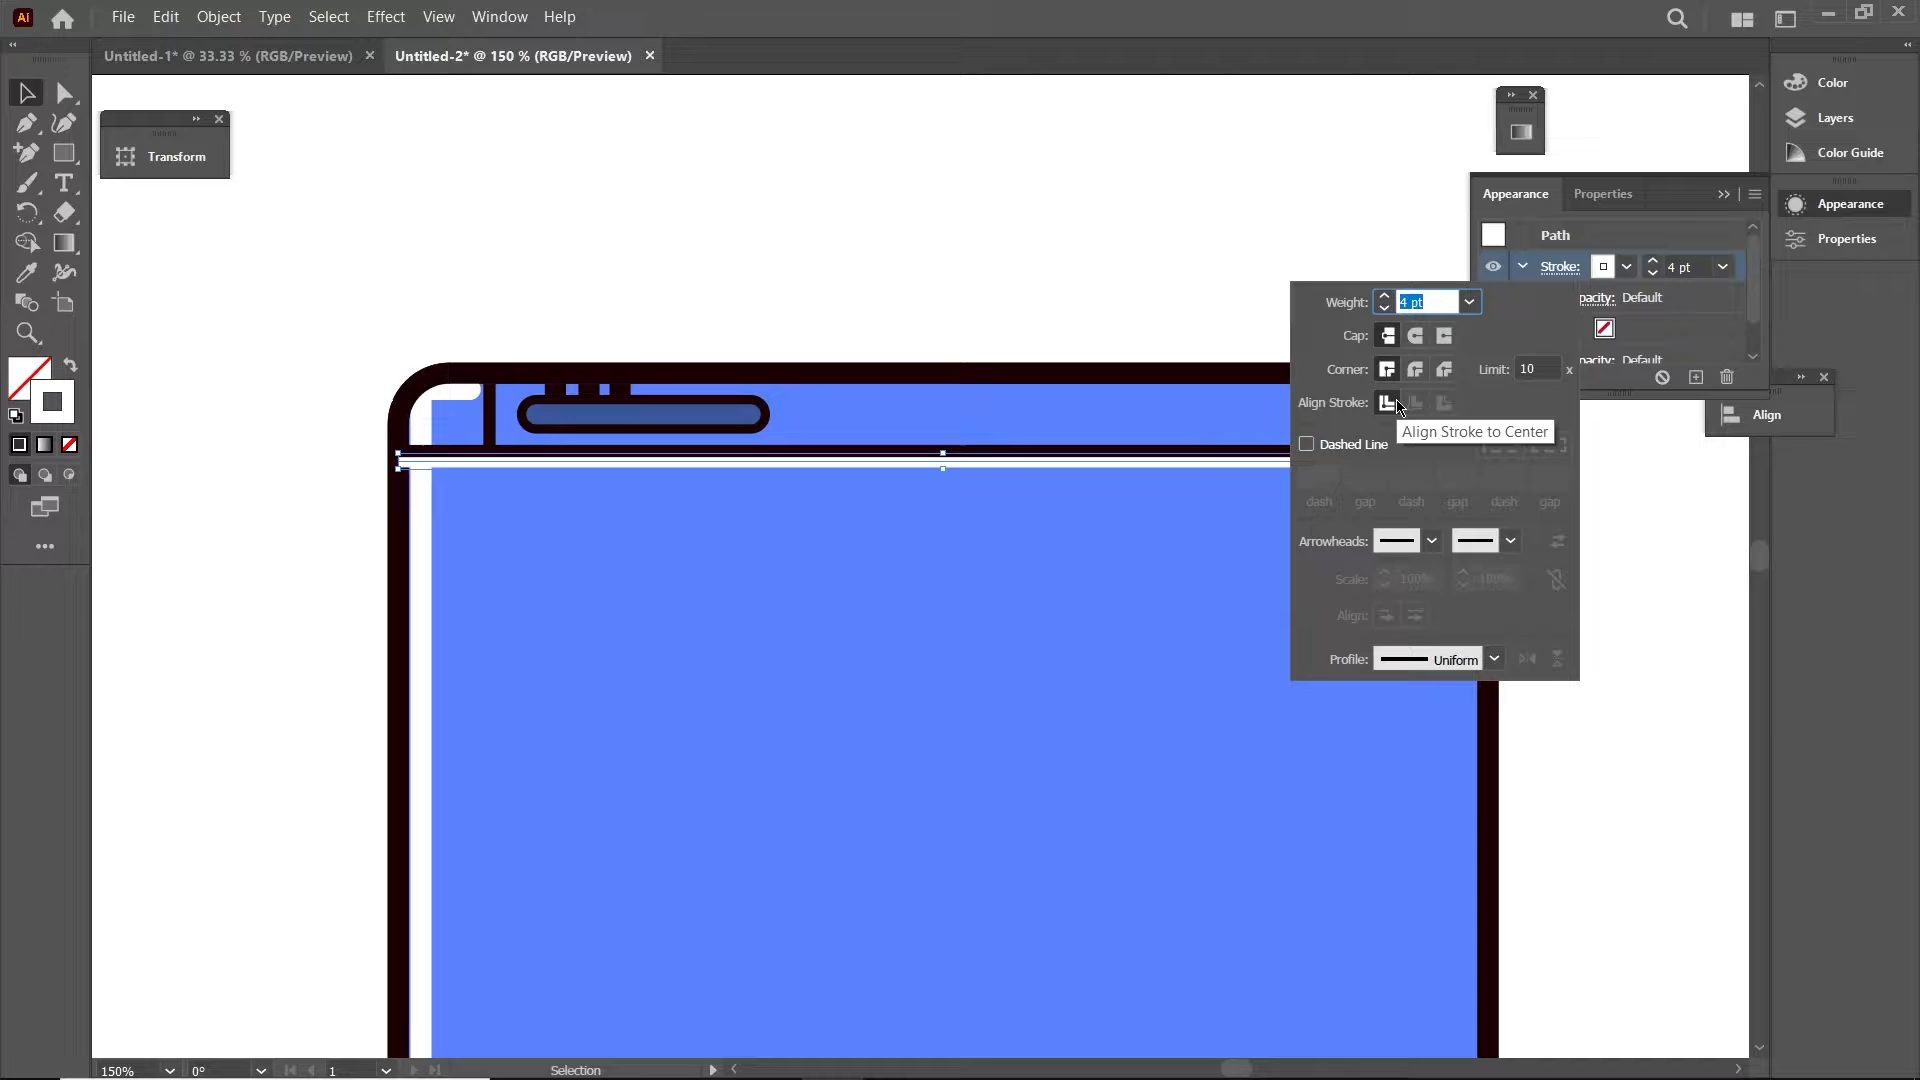 Ai File Edit Object Type Select Effect View Window Help
Untitled-1* @ 33.33 % (RGB/Preview) Untitled-2* @ 150 % (RGB/Preview)
Color
Layers
Color Guide
Transform
Appearance Properties
Appearance
Path
Properties
Stroke: 4 pt
Weight: 4 pt
pacity: Default
Cap:
Corner: Limit: 10 x
pacity: Default
Align Stroke:
Align
Align Stroke to Center
Dashed Line
dash gap dash gap dash gap
Arrowheads:
Scale: 100% 100%
Align:
Profile: Uniform
150% 0° 1 Selection